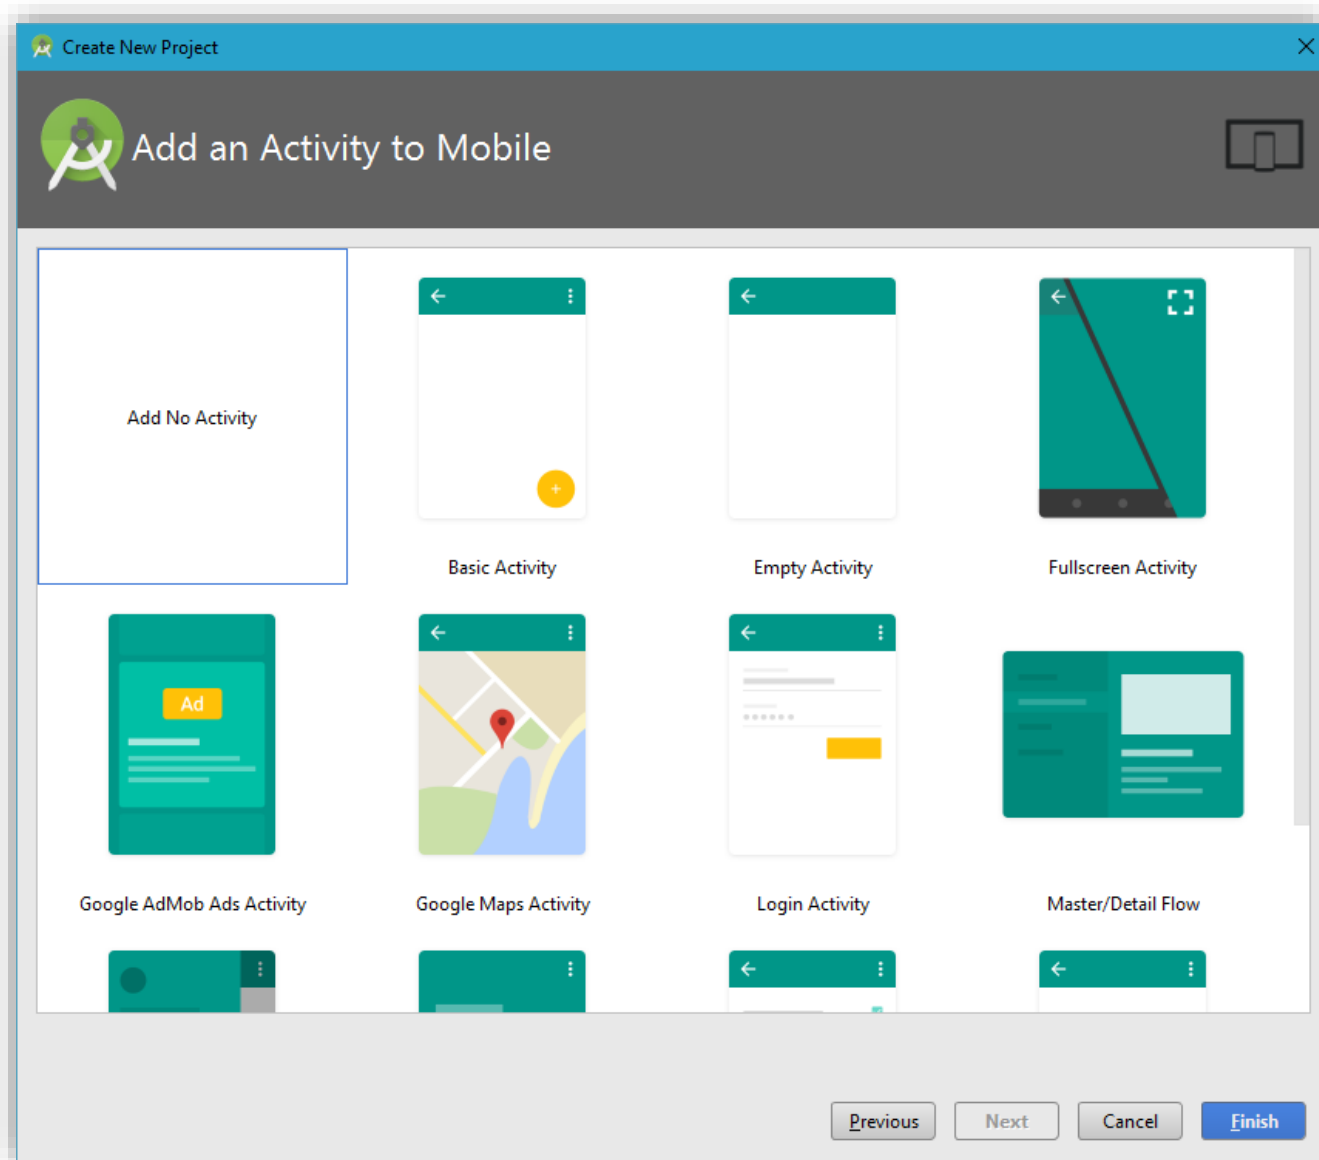 Create New Project
Add an Activity to Mobile
Add No Activity
Basic Activity
Empty Activity
Fullscreen Activity
Ad
Google AdMob Ads Activity
Google Maps Activity
Login Activity
Master/Detail Flow
Previous
Next
Cancel
Finish